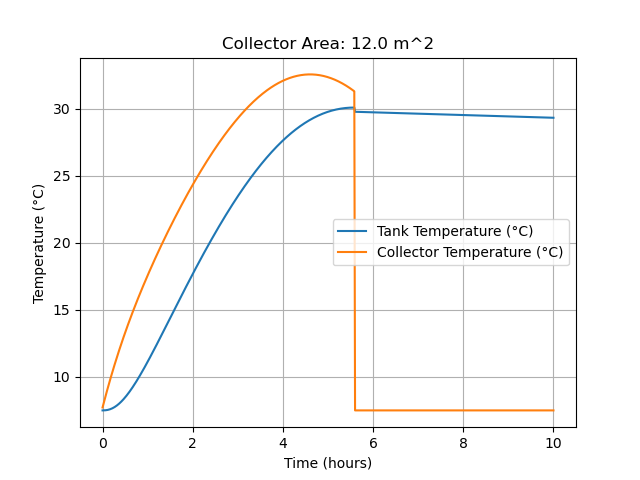 Collector Area: 12.0 m^2
Temperature (°C)
30
25
20
15
10
Tank Temperature (°C)
Collector Temperature (°C)
0 2 4 6 8 10
Time (hours)